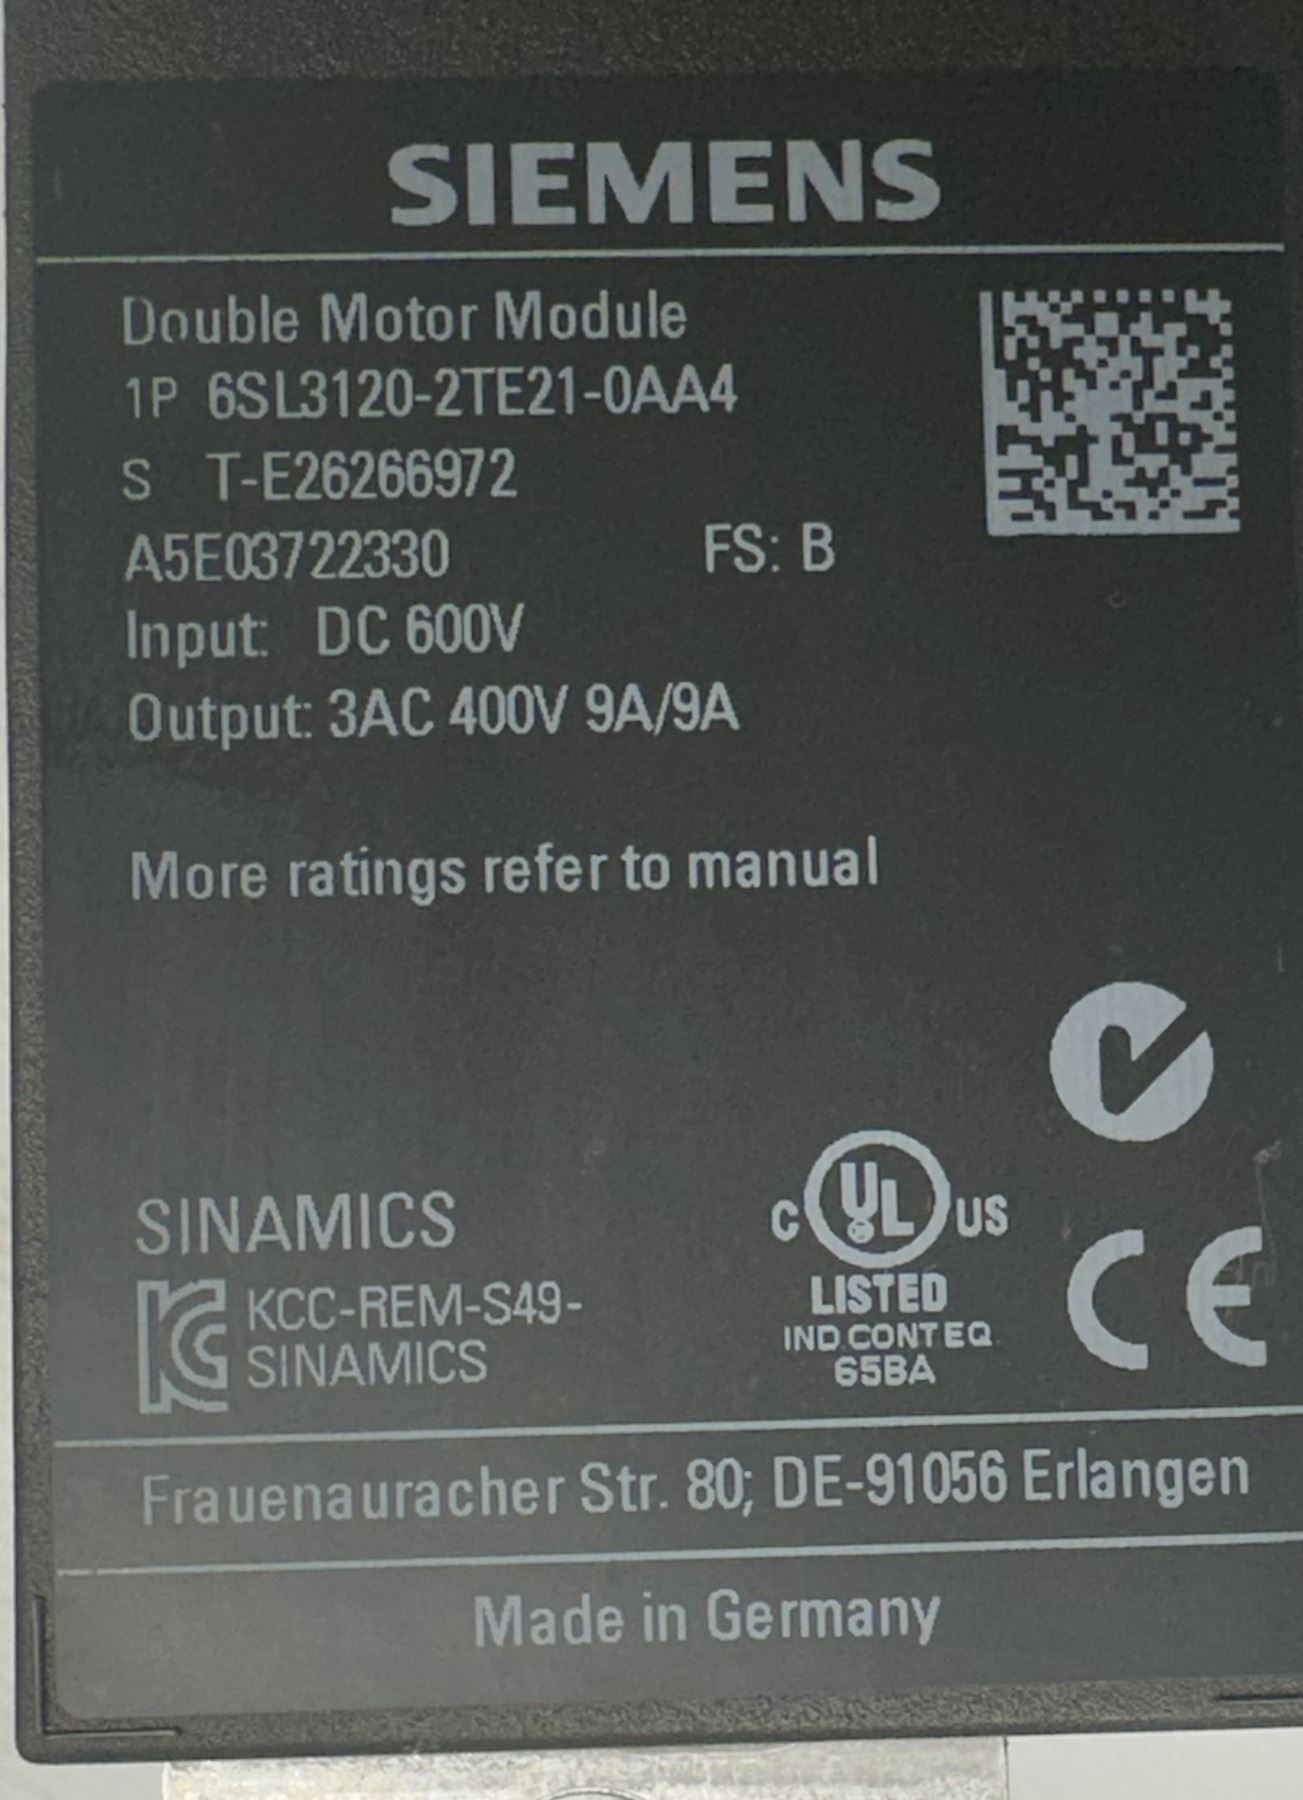 SIEMENS
Double Motor Module
1P 6SL3120-2TE21-0AA4
S T-E26266972
A5E03722330 FS: B
Input: DC 600V
Output: 3AC 400V 9A/9A
More ratings refer to manual
SINAMICS
KCC-REM-S49-
SINAMICS
C UL US
LISTED
IND.CONT EQ.
65BA
CE
Frauenauracher Str. 80; DE-91056 Erlangen
Made in Germany